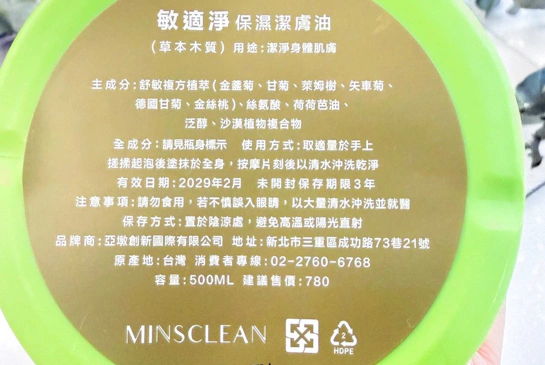 敏適淨 保濕潔膚油
(草本木質) 用途:潔淨身體肌膚
主成分:舒敏複方植萃(金盞菊、甘菊、萊姆樹、矢車菊、
德國甘菊、金絲桃)、絲氨酸、荷荷芭油、
泛醇、沙漠植物複合物
全成分:請見瓶身標示 使用方式:取適量於手上
搓揉起泡後塗抹於全身,按摩片刻後以清水沖洗乾淨
有效日期:2029年2月 未開封保存期限3年
注意事項:請勿食用,若不慎誤入眼睛,以大量清水沖洗並就醫
保存方式:置於陰涼處,避免高溫或陽光直射
品牌商:亞墩創新國際有限公司 地址:新北市三重區成功路73巷21號
原產地:台灣 消費者專線:02-2760-6768
容量:500ML 建議售價:780
MINSCLEAN
2
HDPE